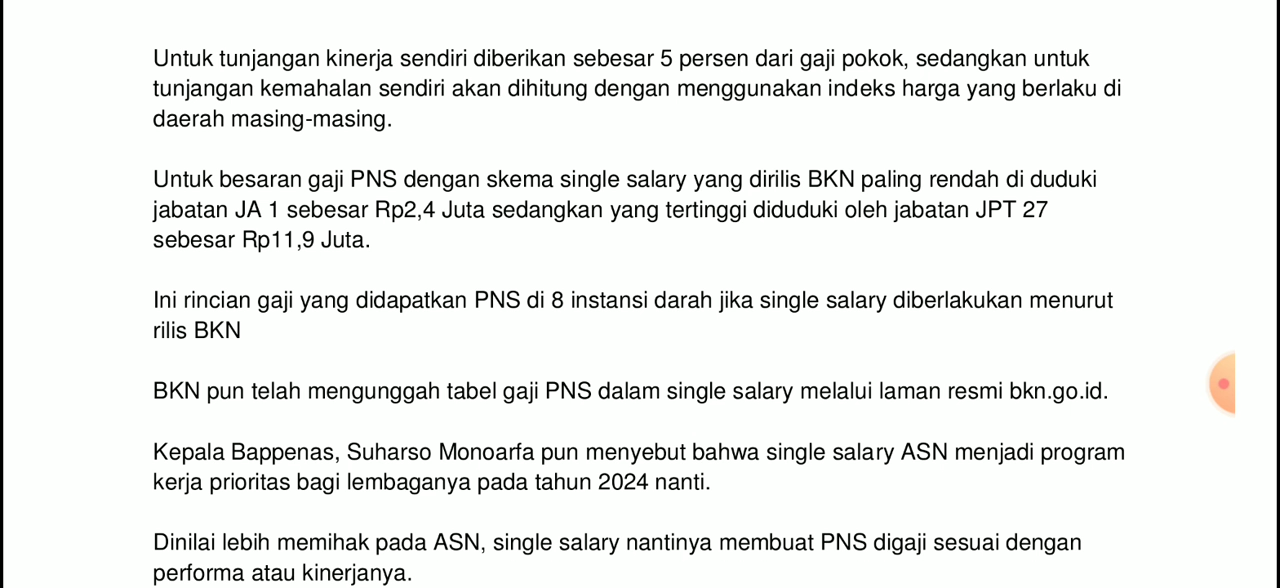 Untuk tunjangan kinerja sendiri diberikan sebesar 5 persen dari gaji pokok, sedangkan untuk
tunjangan kemahalan sendiri akan dihitung dengan menggunakan indeks harga yang berlaku di
daerah masing-masing.
Untuk besaran gaji PNS dengan skema single salary yang dirilis BKN paling rendah di duduki
jabatan JA 1 sebesar Rp2,4 Juta sedangkan yang tertinggi diduduki oleh jabatan JPT 27
sebesar Rp11,9 Juta.
Ini rincian gaji yang didapatkan PNS di 8 instansi darah jika single salary diberlakukan menurut
rilis BKN
BKN pun telah mengunggah tabel gaji PNS dalam single salary melalui laman resmi bkn.go.id.
Kepala Bappenas, Suharso Monoarfa pun menyebut bahwa single salary ASN menjadi program
kerja prioritas bagi lembaganya pada tahun 2024 nanti.
Dinilai lebih memihak pada ASN, single salary nantinya membuat PNS digaji sesuai dengan
performa atau kinerjanya.